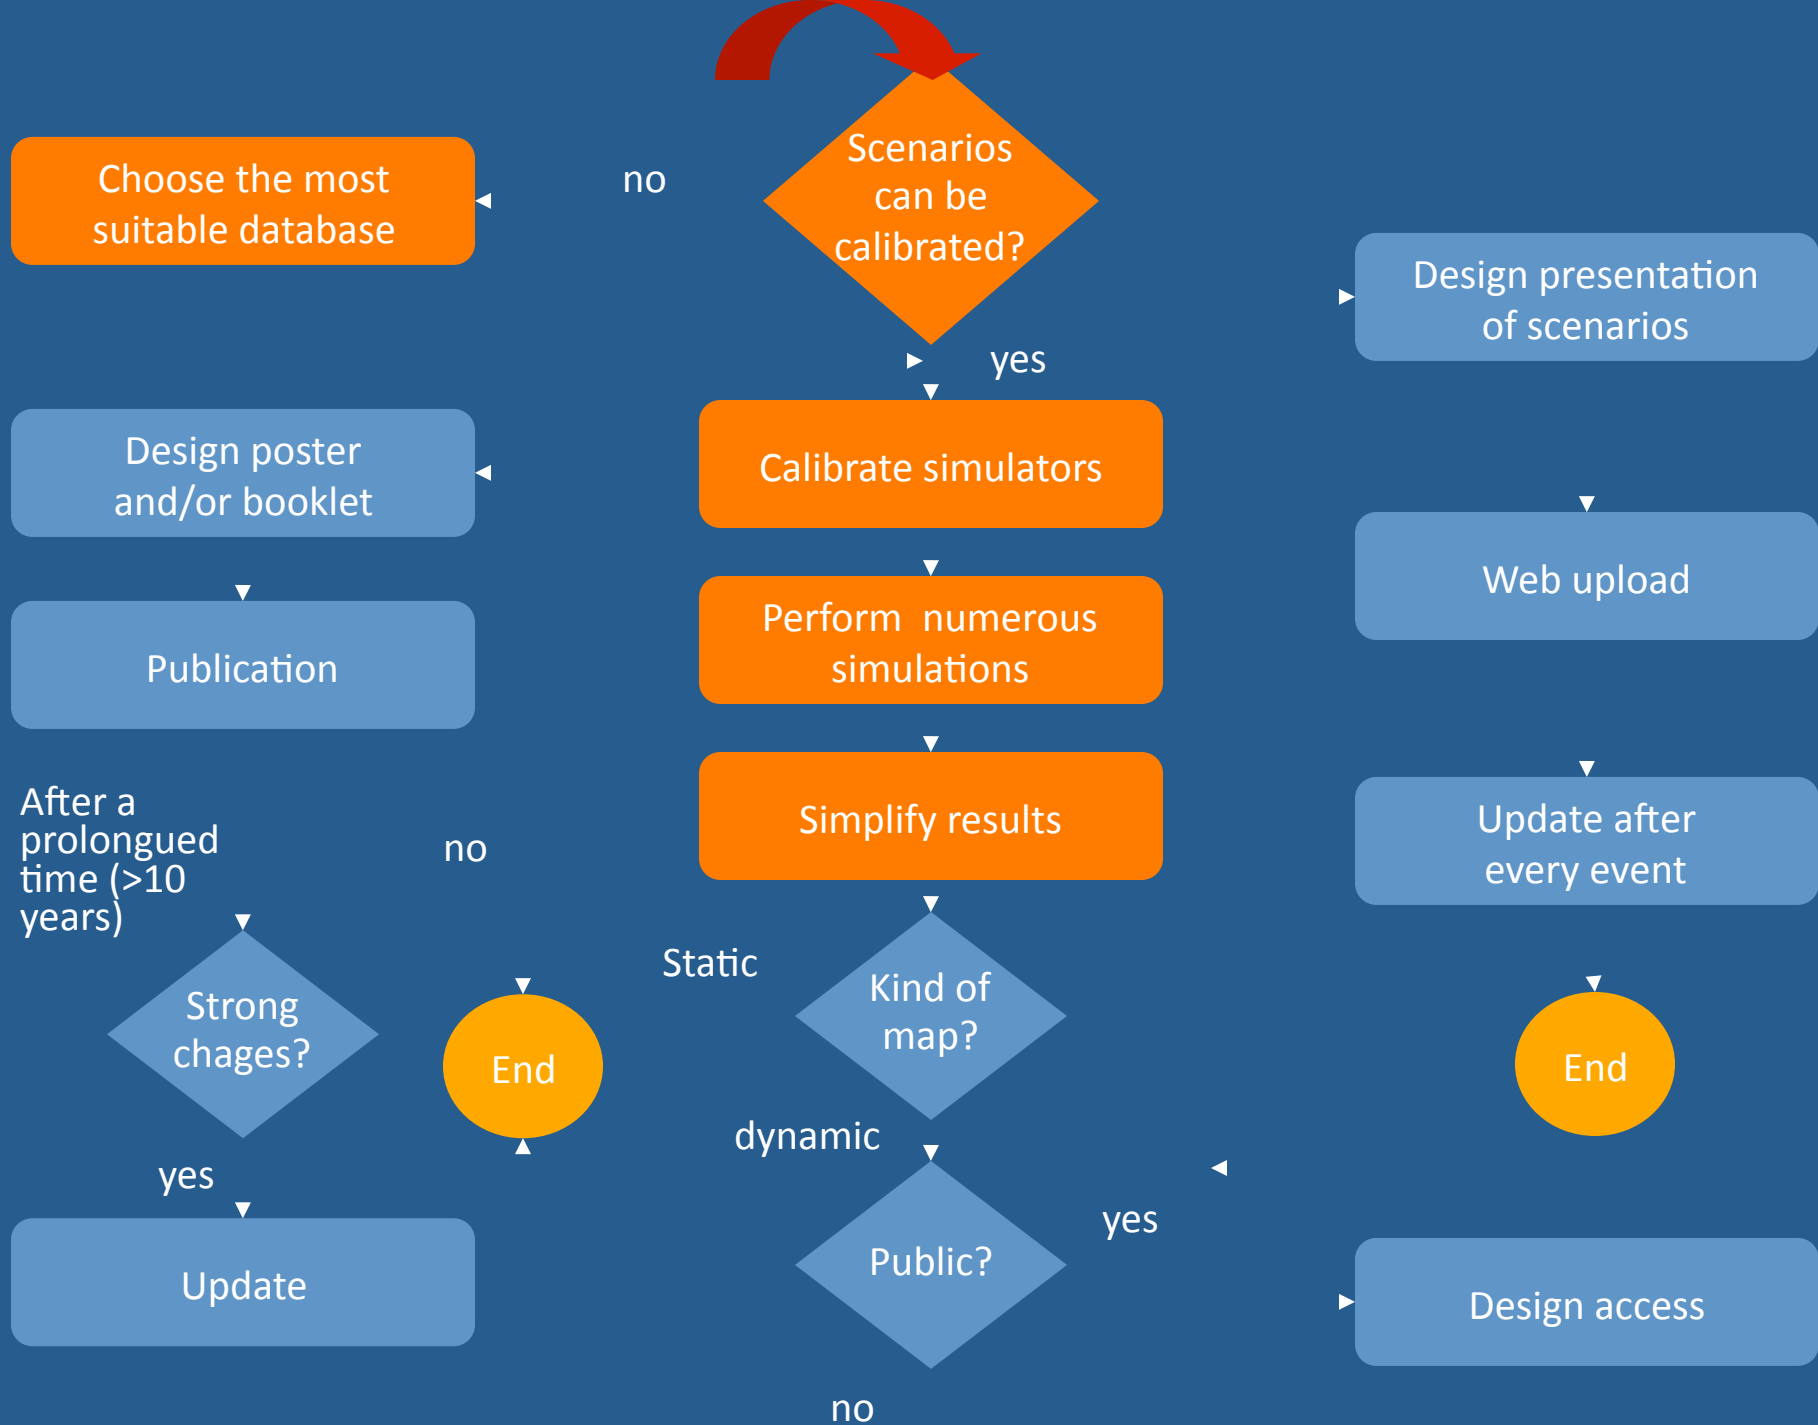 Scenarios
can be
calibrated?
no
Choose the most
suitable database
yes
Calibrate simulators
Perform  numerous
simulations
Simplify results
Kind of
map?
Static
Design poster
and/or booklet
Publication
After a
prolongued
time (>10
years)
Strong
chages?
no
End
yes
Update
dynamic
Public?
yes
no
Design presentation
of scenarios
Web upload
Update after
every event
End
Design access